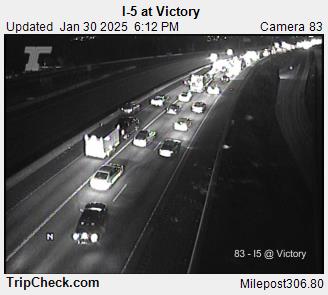 I-5 at Victory
Updated Jan 30 2025 6:12 PM Camera 83
N
83 - I5 @ Victory
TripCheck.com Milepost306.80